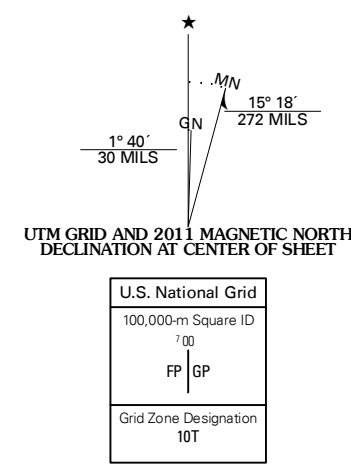 ★
MN
GN
15° 18´
272 MILS
1° 40´
30 MILS
UTM GRID AND 2011 MAGNETIC NORTH
DECLINATION AT CENTER OF SHEET
U.S. National Grid
100,000-m Square ID
7 00
FP GP
Grid Zone Designation
10T